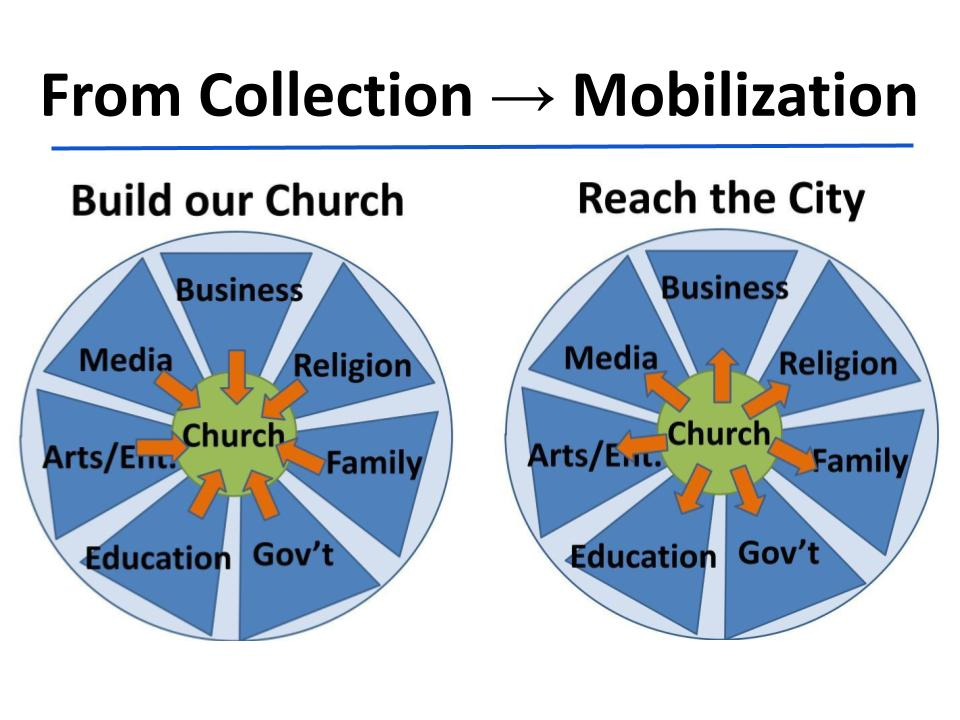 From Collection → Mobilization
Build our Church
Business
Media
Religion
Church
Arts/Ent.
Family
Education
Gov’t
Reach the City
Business
Media
Religion
Church
Arts/Ent.
Family
Education
Gov’t